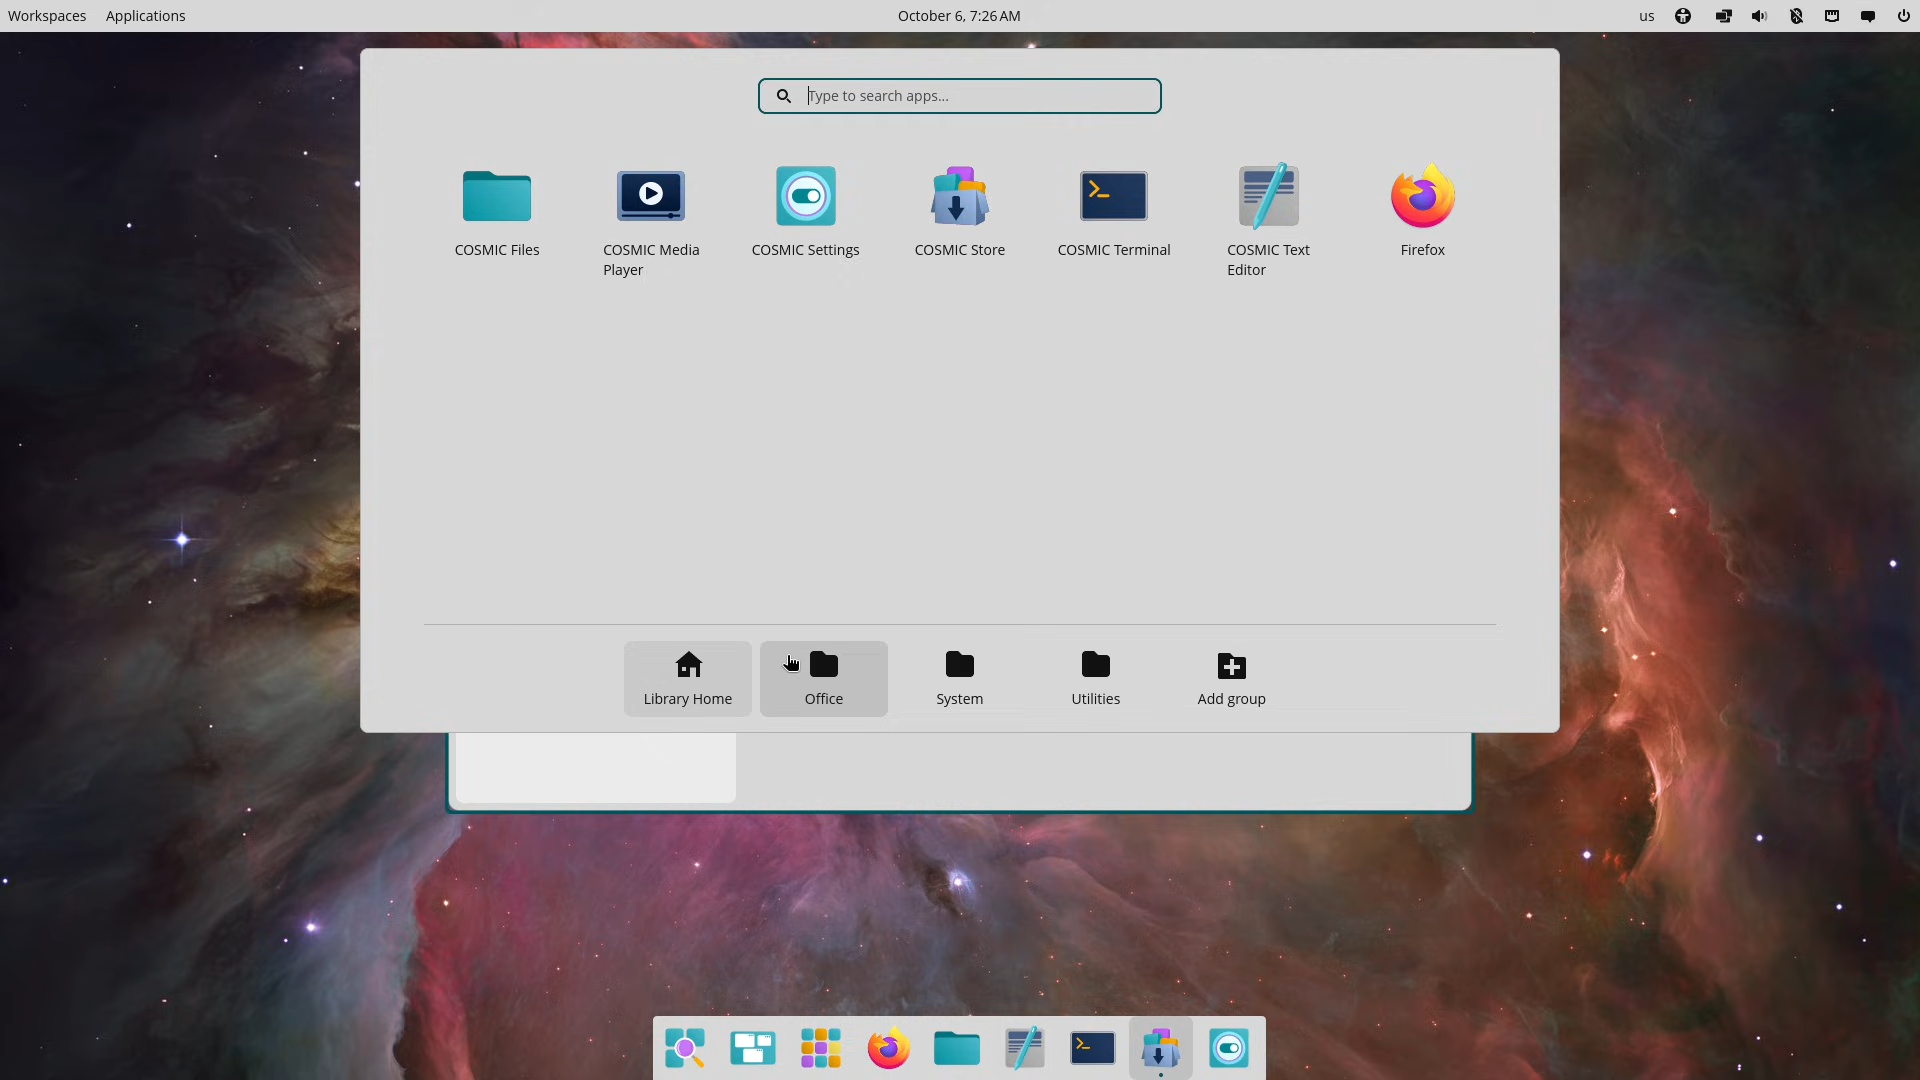 Workspaces Applications October 6, 7:26 AM us
Type to search apps...
COSMIC Files
COSMIC Media Player
COSMIC Settings
COSMIC Store
COSMIC Terminal
COSMIC Text Editor
Firefox
Library Home
Office
System
Utilities
Add group